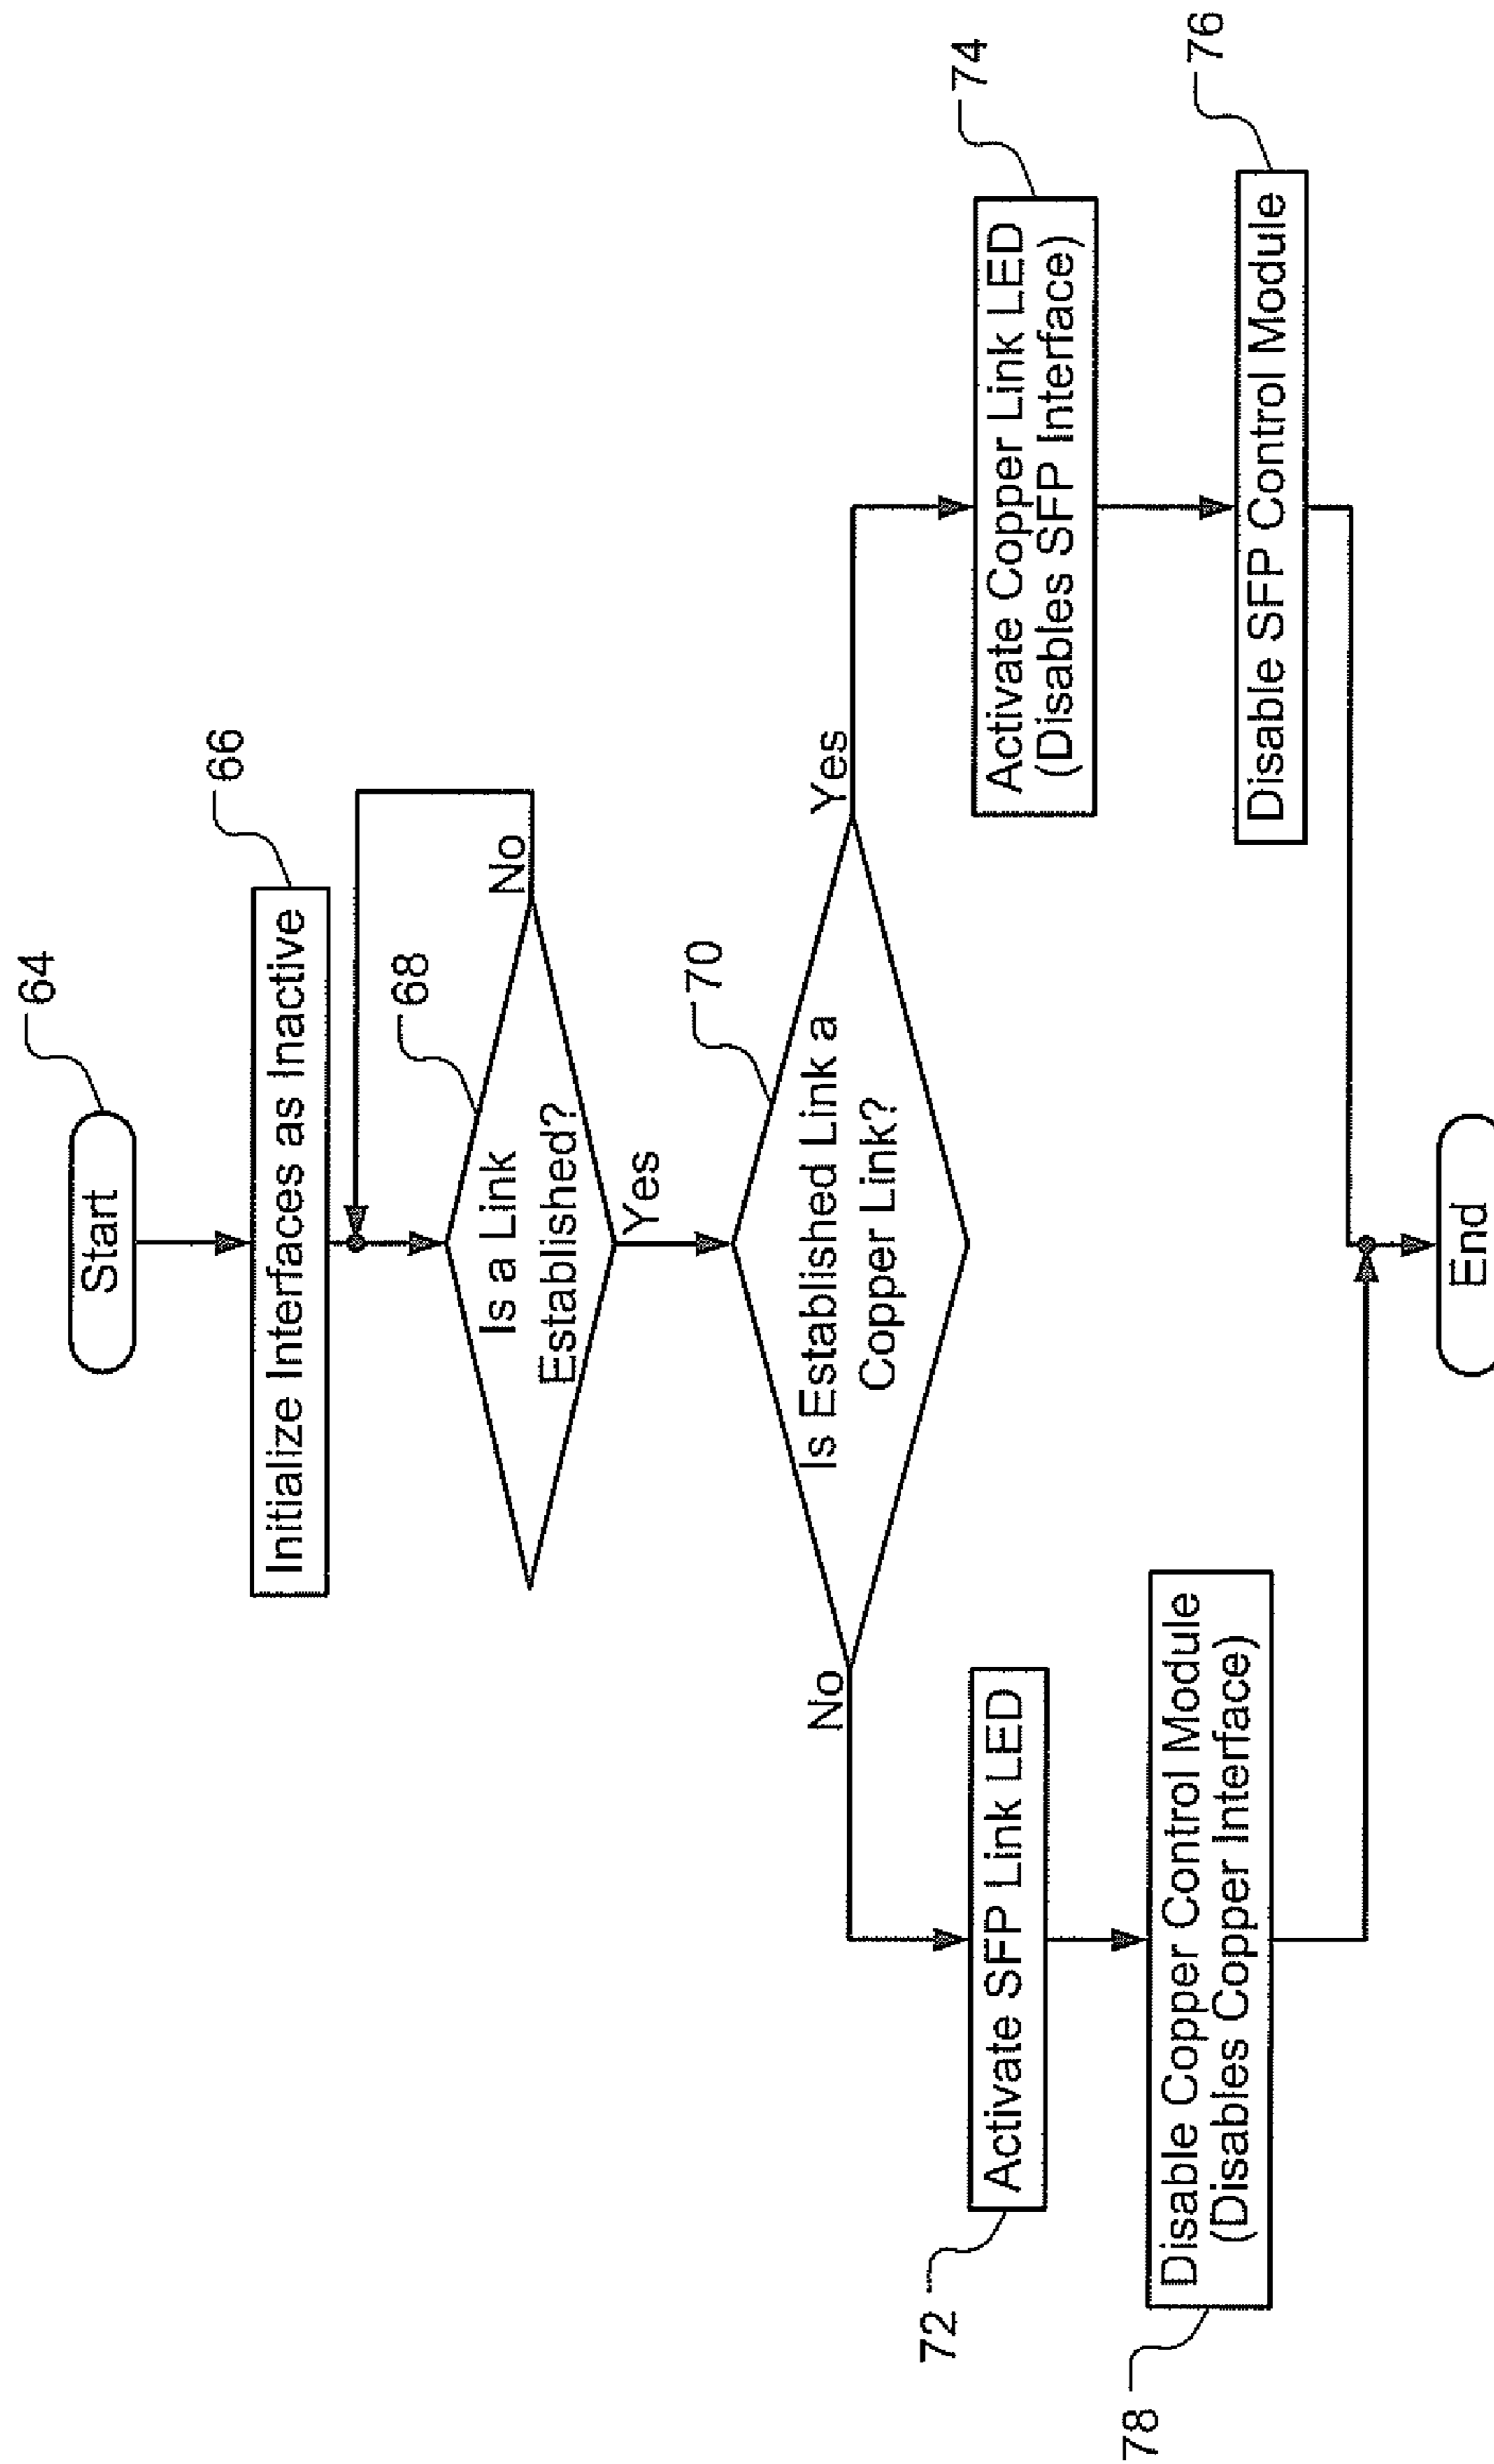 64
Start
66
Initialize Interfaces as Inactive
68
No
Is a Link
Established?
Yes
70
Is Established Link a
Copper Link?
No
Yes
72
Activate SFP Link LED
74
Activate Copper Link LED
(Disables SFP Interface)
78
Disable Copper Control Module
(Disables Copper Interface)
76
Disable SFP Control Module
End